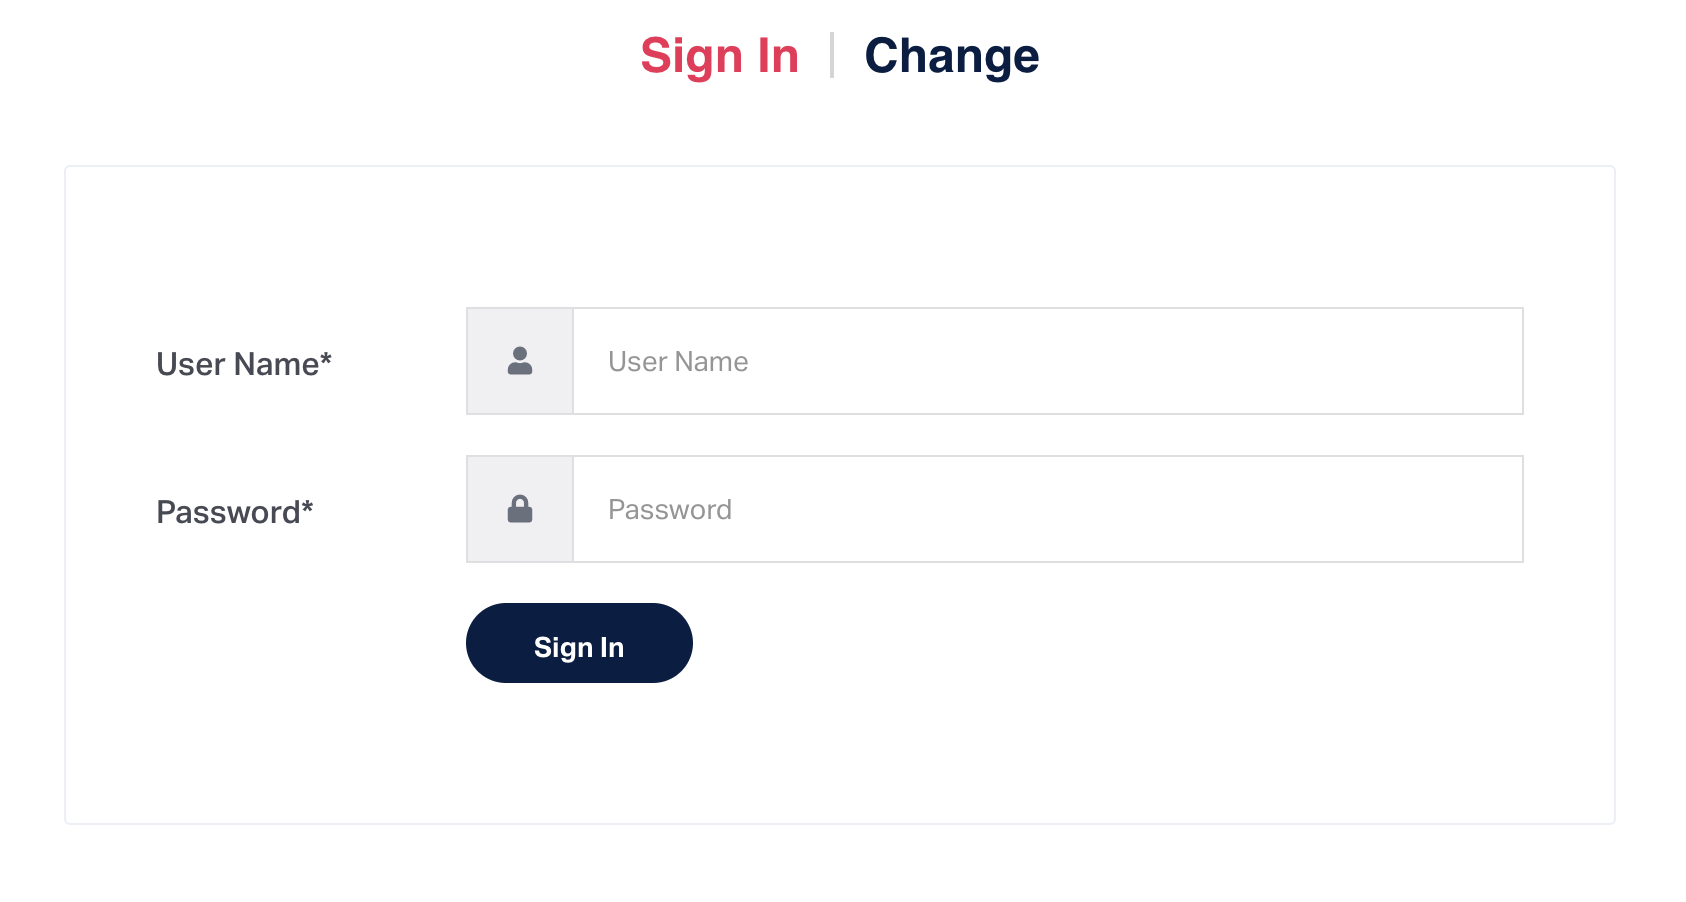 Sign In | Change
User Name*
User Name
Password*
Password
Sign In